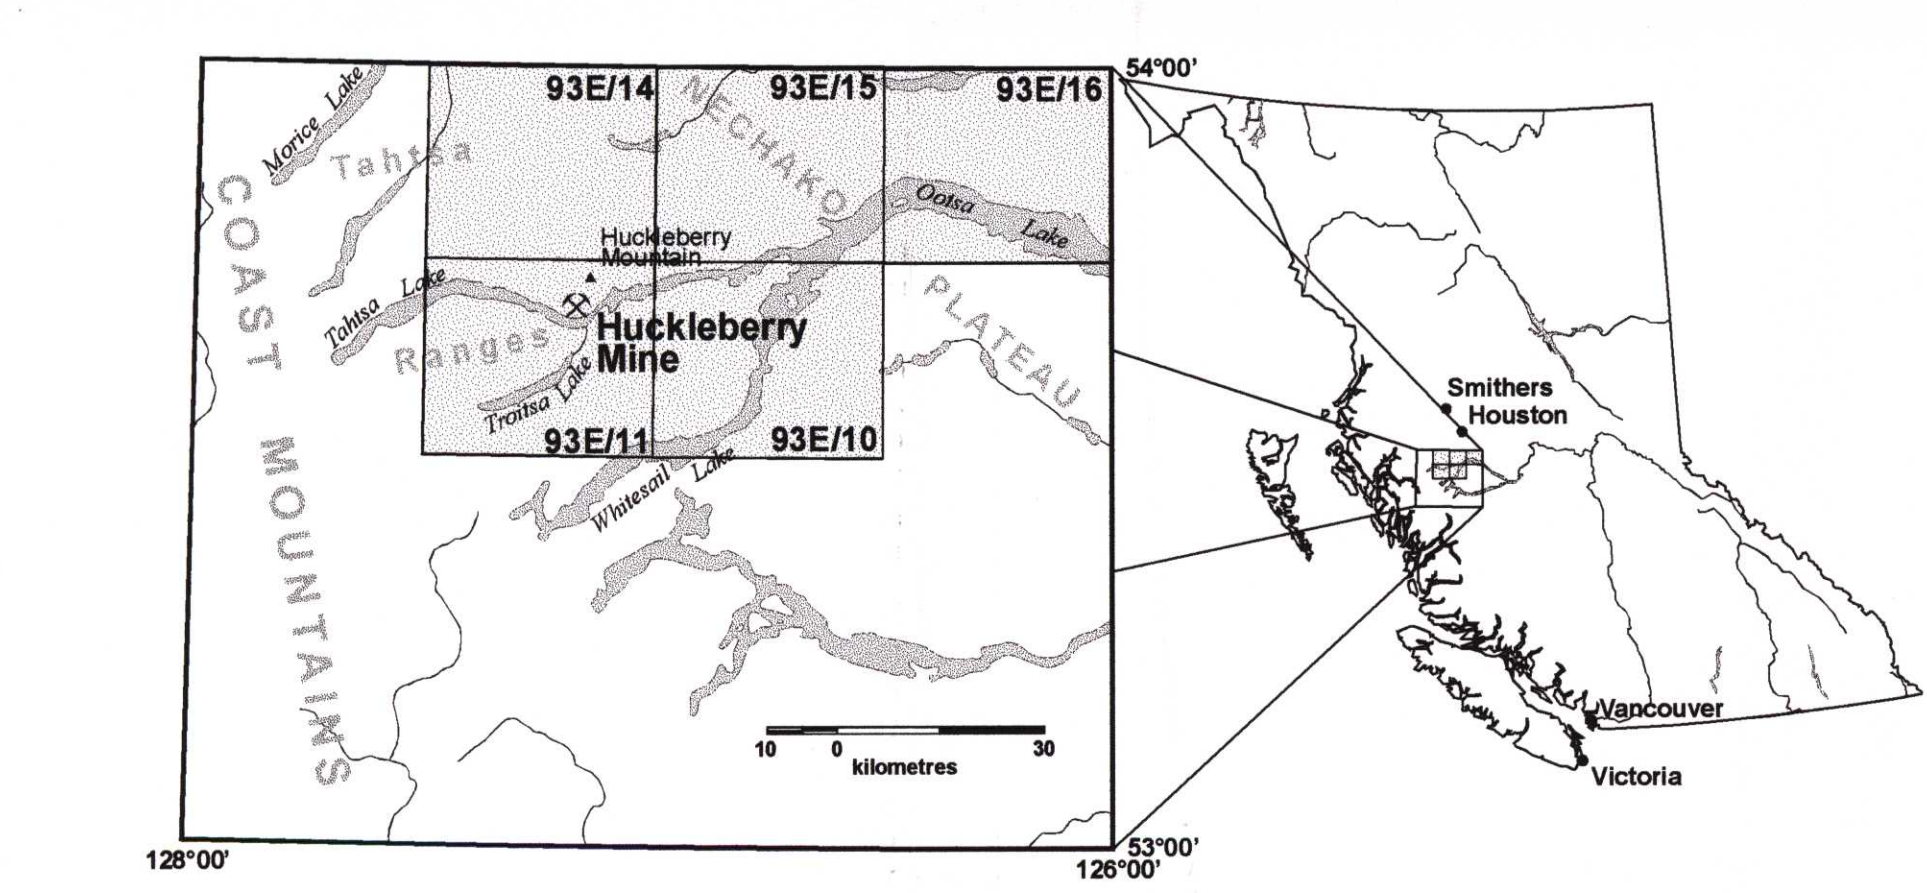 54°00'
93E/14
93E/15
93E/16
Morice Lake
Tahtsa
NECHAKO
COAST MOUNTAINS
Ootsa Lake
Huckleberry
Mountain
Tahtsa Lake
PLATEAU
Huckleberry
Mine
Ranges
Troitsa Lake
93E/11
93E/10
Whitesail Lake
Smithers
Houston
Vancouver
Victoria
10 0 30
kilometres
128°00'
53°00'
126°00'